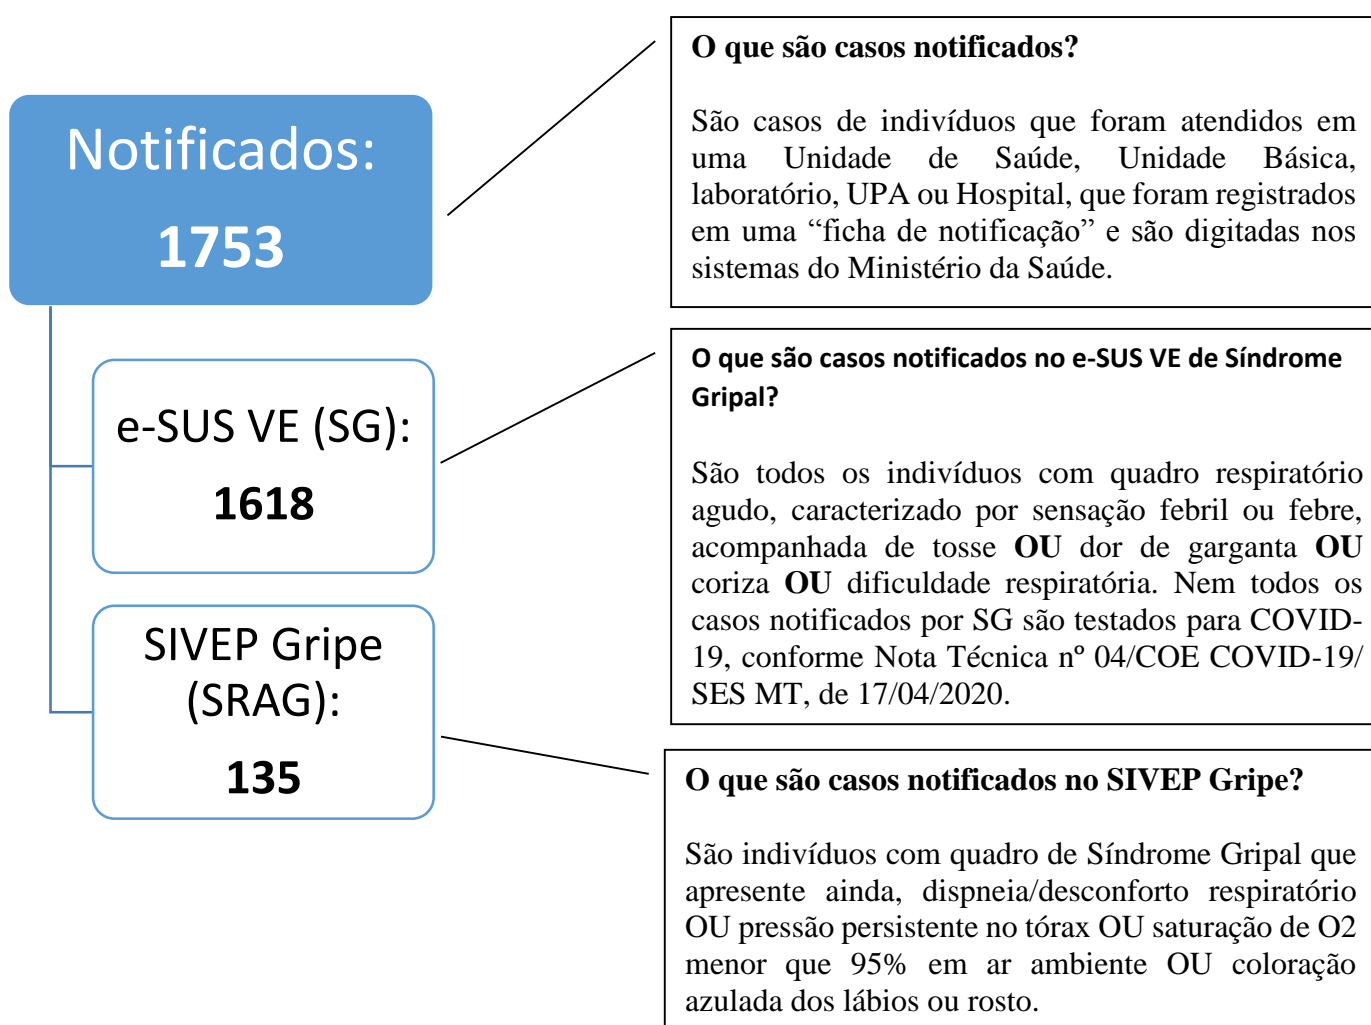 Notificados:
1753
e-SUS VE (SG):
1618
SIVEP Gripe
(SRAG):
135
O que são casos notificados?
São casos de indivíduos que foram atendidos em
uma Unidade de Saúde, Unidade Básica,
laboratório, UPA ou Hospital, que foram registrados
em uma “ficha de notificação” e são digitadas nos
sistemas do Ministério da Saúde.
O que são casos notificados no e-SUS VE de Síndrome
Gripal?
São todos os indivíduos com quadro respiratório
agudo, caracterizado por sensação febril ou febre,
acompanhada de tosse OU dor de garganta OU
coriza OU dificuldade respiratória. Nem todos os
casos notificados por SG são testados para COVID-
19, conforme Nota Técnica nº 04/COE COVID-19/
SES MT, de 17/04/2020.
O que são casos notificados no SIVEP Gripe?
São indivíduos com quadro de Síndrome Gripal que
apresente ainda, dispneia/desconforto respiratório
OU pressão persistente no tórax OU saturação de O2
menor que 95% em ar ambiente OU coloração
azulada dos lábios ou rosto.